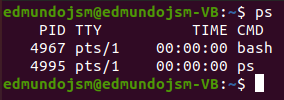 edmundojsm@edmundojsm-VB:~$ ps
PID TTY TIME CMD
4967 pts/1 00:00:00 bash
4995 pts/1 00:00:00 ps
edmundojsm@edmundojsm-VB:~$